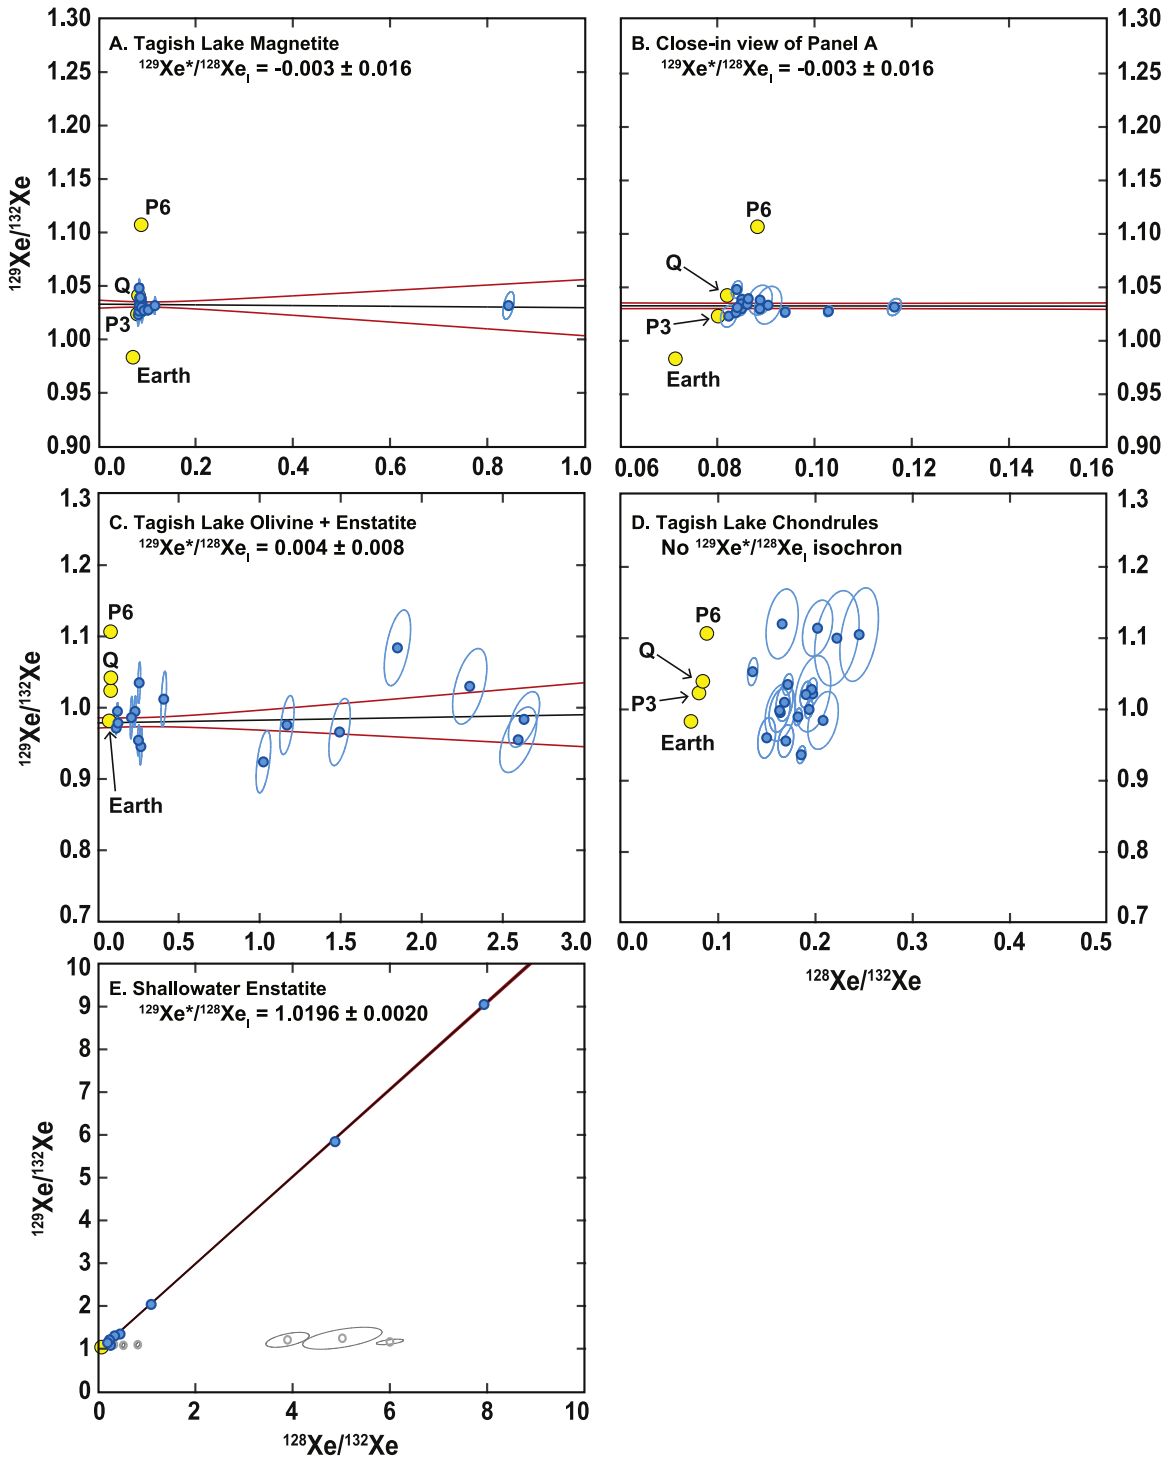 A. Tagish Lake Magnetite
¹²⁹Xe*/¹²⁸Xeᵢ = -0.003 ± 0.016
1.30
1.25
1.20
1.15
1.10
1.05
1.00
0.95
0.90
¹²⁹Xe/¹³²Xe
P6
Q
P3
Earth
0.0 0.2 0.4 0.6 0.8 1.0
B. Close-in view of Panel A
¹²⁹Xe*/¹²⁸Xeᵢ = -0.003 ± 0.016
1.30
1.25
1.20
1.15
1.10
1.05
1.00
0.95
0.90
P6
Q
P3
Earth
0.06 0.08 0.10 0.12 0.14 0.16
C. Tagish Lake Olivine + Enstatite
¹²⁹Xe*/¹²⁸Xeᵢ = 0.004 ± 0.008
1.3
1.2
1.1
1.0
0.9
0.8
0.7
¹²⁹Xe/¹³²Xe
P6
Q
Earth
0.0 0.5 1.0 1.5 2.0 2.5 3.0
D. Tagish Lake Chondrules
No ¹²⁹Xe*/¹²⁸Xeᵢ isochron
1.3
1.2
1.1
1.0
0.9
0.8
0.7
P6
Q
P3
Earth
0.0 0.1 0.2 0.3 0.4 0.5
¹²⁸Xe/¹³²Xe
E. Shallowater Enstatite
¹²⁹Xe*/¹²⁸Xeᵢ = 1.0196 ± 0.0020
10
9
8
7
6
5
4
3
2
1
0
¹²⁹Xe/¹³²Xe
0 2 4 6 8 10
¹²⁸Xe/¹³²Xe